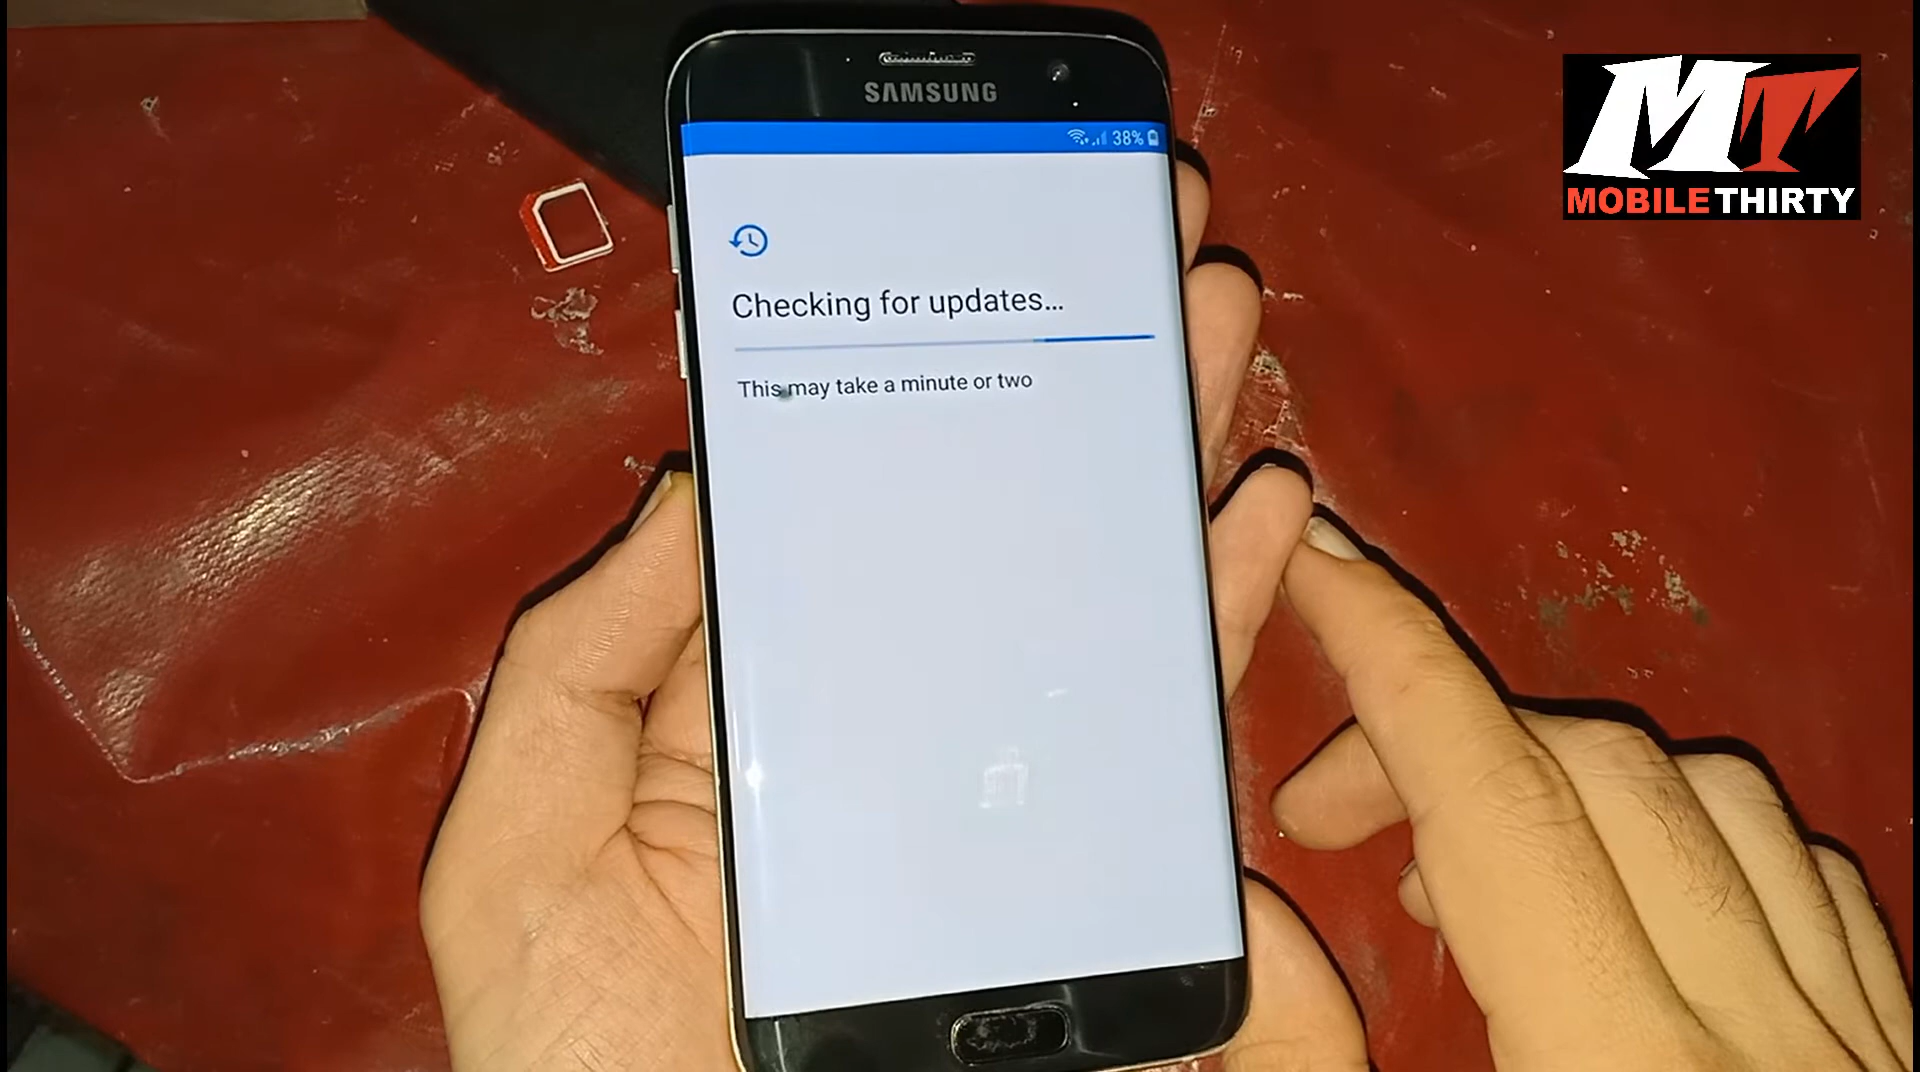 SAMSUNG
38%
Checking for updates...
This may take a minute or two
MT
MOBILETHIRTY